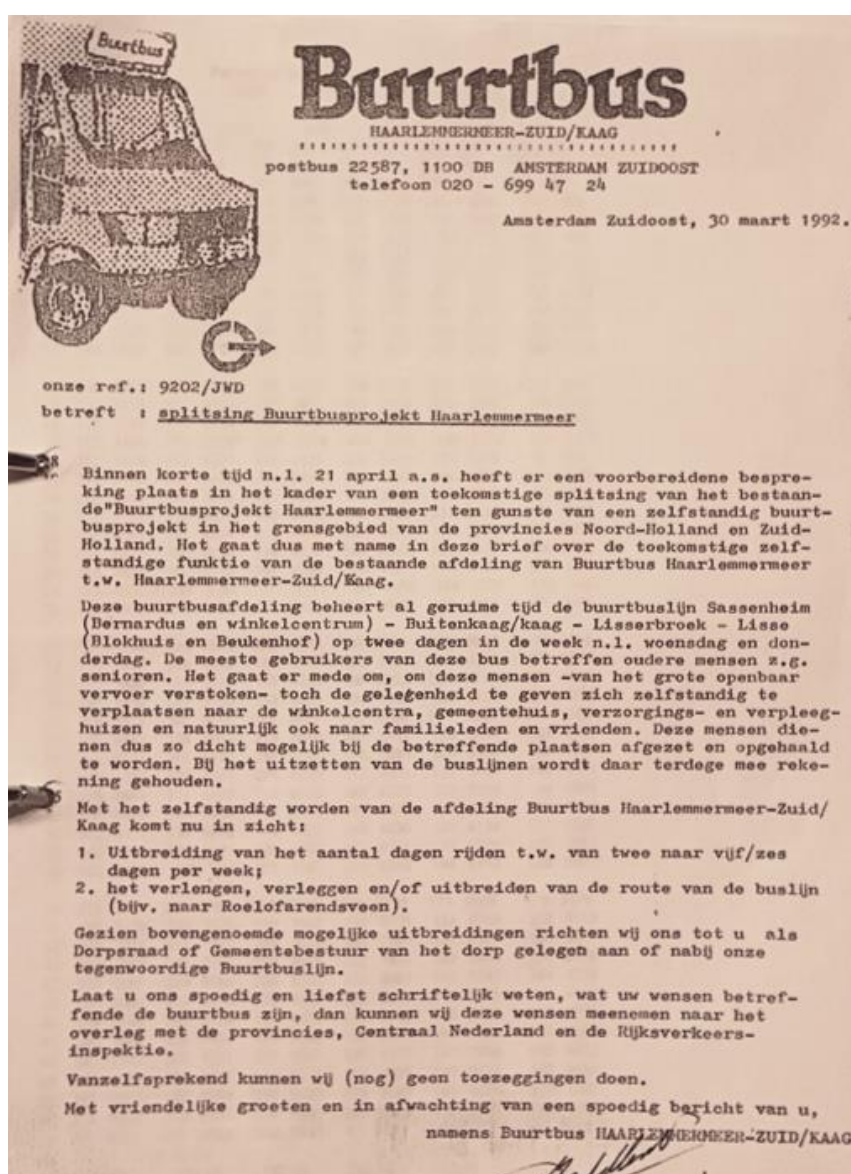 Buurtbus
Buurtbus
HAARLEMMERMEER-ZUID/KAAG
postbus 22587, 1100 DB AMSTERDAM ZUIDOOST
telefoon 020 - 699 47 24
Amsterdam Zuidoost, 30 maart 1992.
onze ref.: 9202/JWD
betreft : splitsing Buurtbusprojekt Haarlemmermeer
Binnen korte tijd n.l. 21 april a.s. heeft er een voorbereidene bespre-
king plaats in het kader van een toekomstige splitsing van het bestaan-
de"Buurtbusprojekt Haarlemmermeer" ten gunste van een zelfstandig buurt-
busprojekt in het grensgebied van de provincies Noord-Holland en Zuid-
Holland. Het gaat dus met name in deze brief over de toekomstige zelf-
standige funktie van de bestaande afdeling van Buurtbus Haarlemmermeer
t.w. Haarlemmermeer-Zuid/Kaag.
Deze buurtbusafdeling beheert al geruime tijd de buurtbuslijn Sassenheim
(Bernardus en winkelcentrum) - Buitenkaag/kaag - Lisserbroek - Lisse
(Blokhuis en Beukenhof) op twee dagen in de week n.l. woensdag en don-
derdag. De meeste gebruikers van deze bus betreffen oudere mensen z.g.
senioren. Het gaat er mede om, om deze mensen -van het grote openbaar
vervoer verstoken- toch de gelegenheid te geven zich zelfstandig te
verplaatsen naar de winkelcentra, gemeentehuis, verzorgings- en verpleeg-
huizen en natuurlijk ook naar familieleden en vrienden. Deze mensen die-
nen dus zo dicht mogelijk bij de betreffende plaatsen afgezet en opgehaald
te worden. Bij het uitzetten van de buslijnen wordt daar terdege mee reke-
ning gehouden.
Met het zelfstandig worden van de afdeling Buurtbus Haarlemmermeer-Zuid/
Kaag komt nu in zicht:
1. Uitbreiding van het aantal dagen rijden t.w. van twee naar vijf/zes
dagen per week;
2. het verlengen, verleggen en/of uitbreiden van de route van de buslijn
(bijv. naar Roelofarendsveen).
Gezien bovengenoemde mogelijke uitbreidingen richten wij ons tot u als
Dorpsraad of Gemeentebestuur van het dorp gelegen aan of nabij onze
tegenwoordige Buurtbuslijn.
Laat u ons spoedig en liefst schriftelijk weten, wat uw wensen betref-
fende de buurtbus zijn, dan kunnen wij deze wensen meenemen naar het
overleg met de provincies, Centraal Nederland en de Rijksverkeers-
inspektie.
Vanzelfsprekend kunnen wij (nog) geen toezeggingen doen.
Met vriendelijke groeten en in afwachting van een spoedig bericht van u,
namens Buurtbus HAARLEMMERMEER-ZUID/KAAG